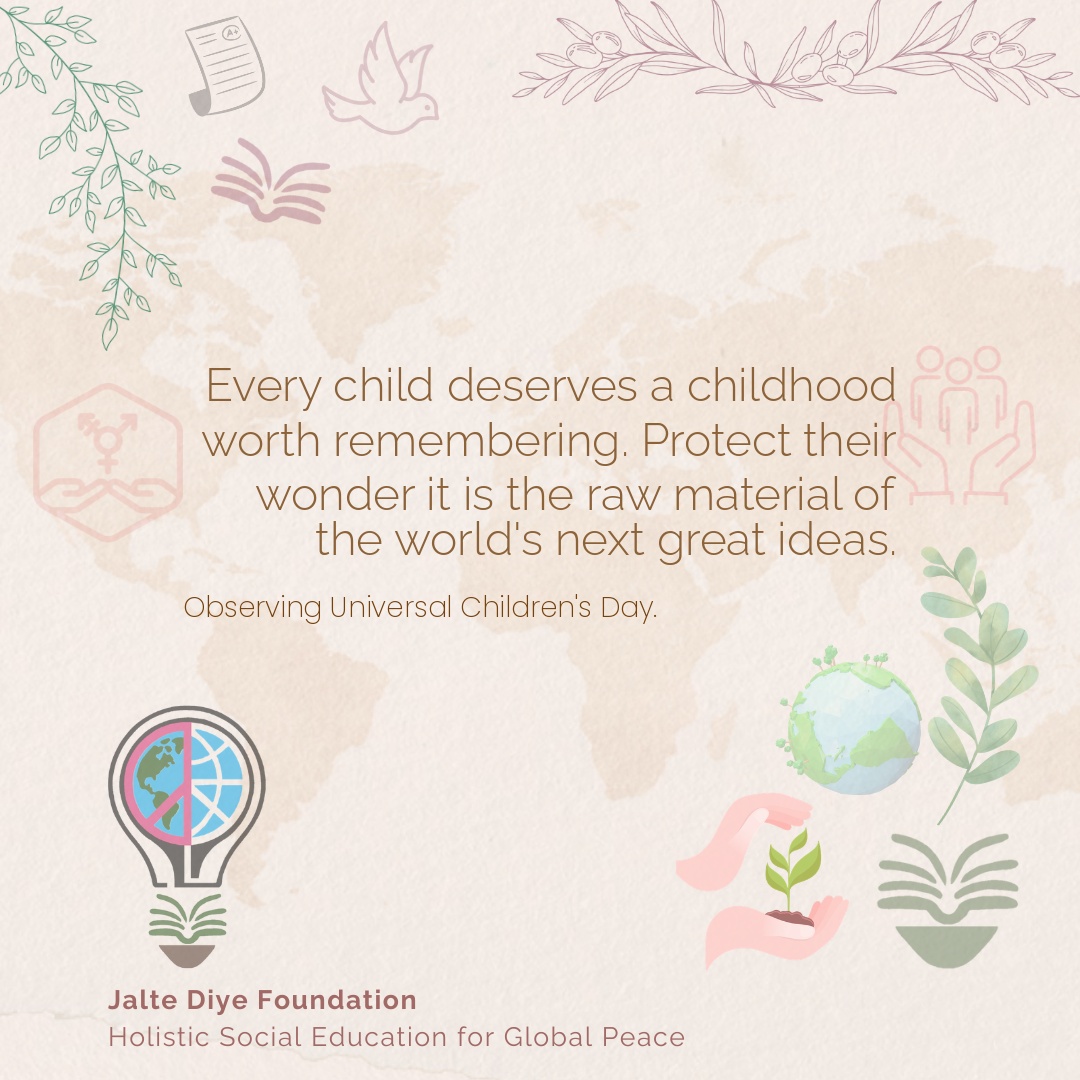 A+
Every child deserves a childhood
worth remembering. Protect their
wonder it is the raw material of
the world's next great ideas.
Observing Universal Children's Day.
Jalte Diye Foundation
Holistic Social Education for Global Peace